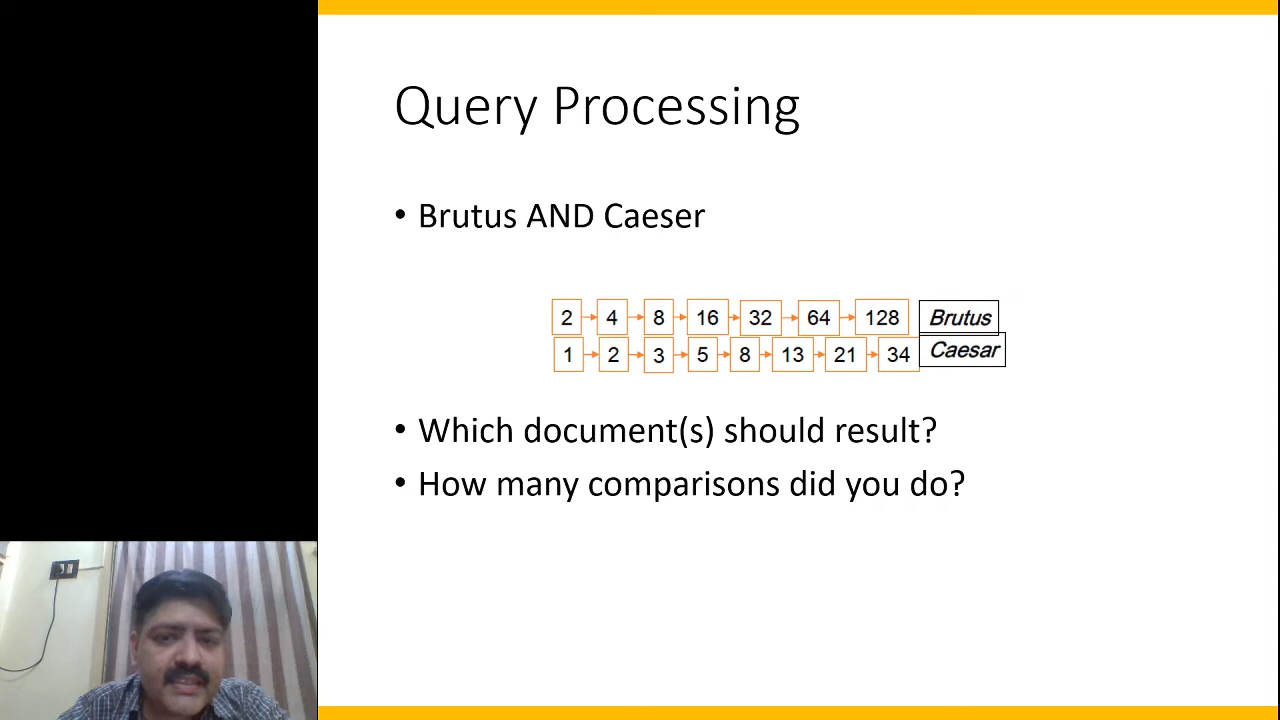 Query Processing
• Brutus AND Caeser
2 4 8 16 32 64 128 Brutus
1 2 3 5 8 13 21 34 Caesar
• Which document(s) should result?
• How many comparisons did you do?